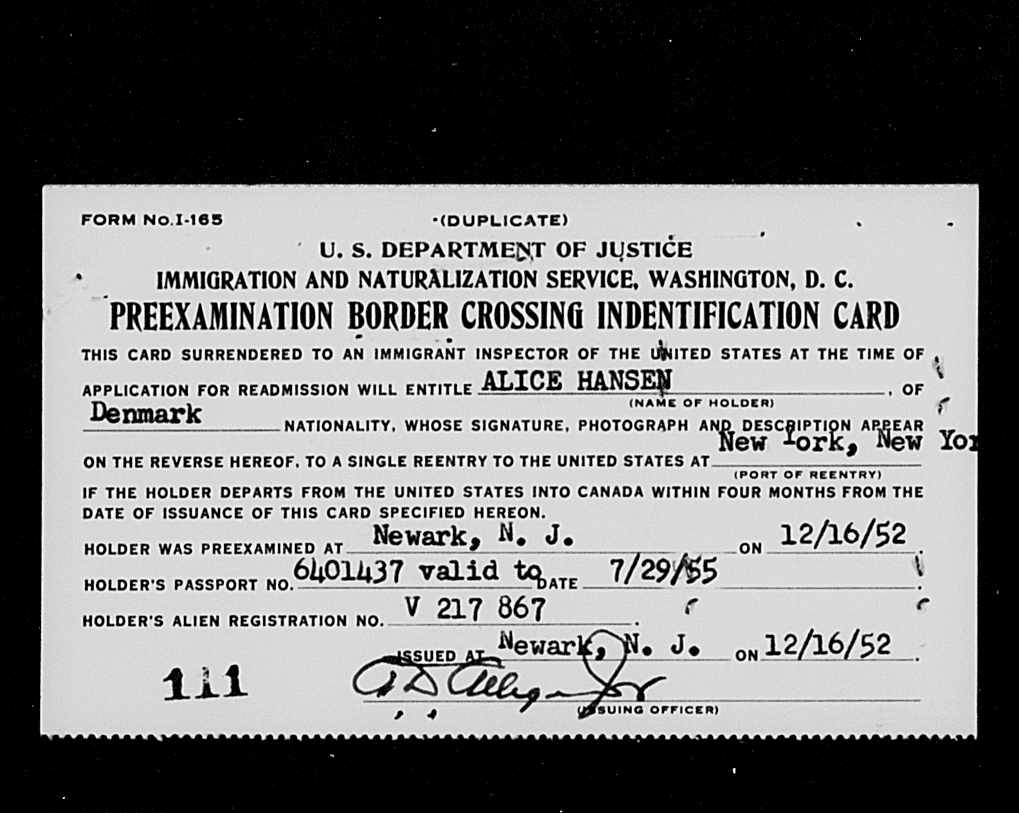 FORM No. I-165 (DUPLICATE)
U. S. DEPARTMENT OF JUSTICE
IMMIGRATION AND NATURALIZATION SERVICE, WASHINGTON, D. C.
PREEXAMINATION BORDER CROSSING INDENTIFICATION CARD
THIS CARD SURRENDERED TO AN IMMIGRANT INSPECTOR OF THE UNITED STATES AT THE TIME OF
APPLICATION FOR READMISSION WILL ENTITLE ALICE HANSEN, OF
(NAME OF HOLDER)
Denmark NATIONALITY, WHOSE SIGNATURE, PHOTOGRAPH AND DESCRIPTION APPEAR
ON THE REVERSE HEREOF, TO A SINGLE REENTRY TO THE UNITED STATES AT New York, New Yor
(PORT OF REENTRY)
IF THE HOLDER DEPARTS FROM THE UNITED STATES INTO CANADA WITHIN FOUR MONTHS FROM THE
DATE OF ISSUANCE OF THIS CARD SPECIFIED HEREON.
HOLDER WAS PREEXAMINED AT Newark, N. J. ON 12/16/52.
HOLDER'S PASSPORT NO. 6401437 valid to DATE 7/29/55.
HOLDER'S ALIEN REGISTRATION NO. V 217 867.
ISSUED AT Newark, N. J. ON 12/16/52.
111
(ISSUING OFFICER)